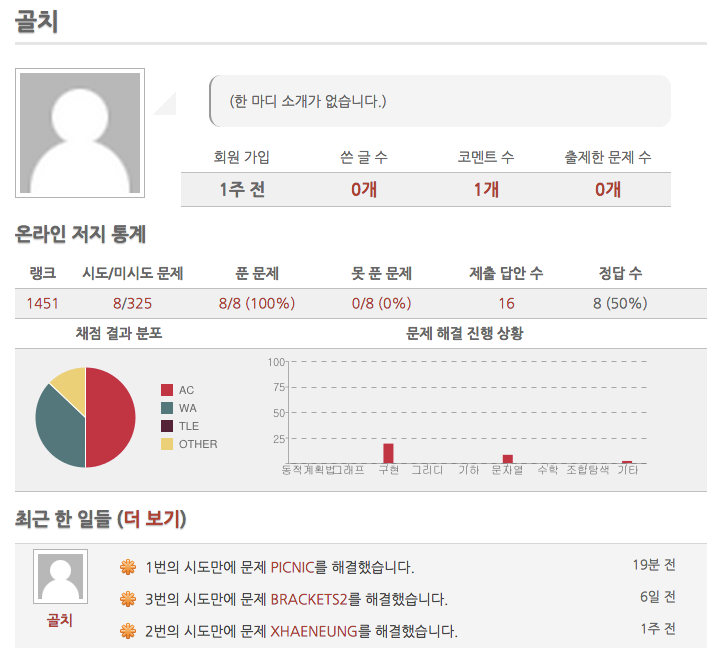 골치
(한 마디 소개가 없습니다.)
회원 가입 쓴 글 수 코멘트 수 출제한 문제 수
1주 전 0개 1개 0개
온라인 저지 통계
랭크 시도/미시도 문제 푼 문제 못 푼 문제 제출 답안 수 정답 수
1451 8/325 8/8 (100%) 0/8 (0%) 16 8 (50%)
채점 결과 분포 문제 해결 진행 상황
AC
WA
TLE
OTHER
100
75
50
25
동적계획법 그래프 구현 그리디 기하 문자열 수학 조합탐색 기타
최근 한 일들 (더 보기)
1번의 시도만에 문제 PICNIC를 해결했습니다. 19분 전
3번의 시도만에 문제 BRACKETS2를 해결했습니다. 6일 전
골치
2번의 시도만에 문제 XHAENEUNG를 해결했습니다. 1주 전